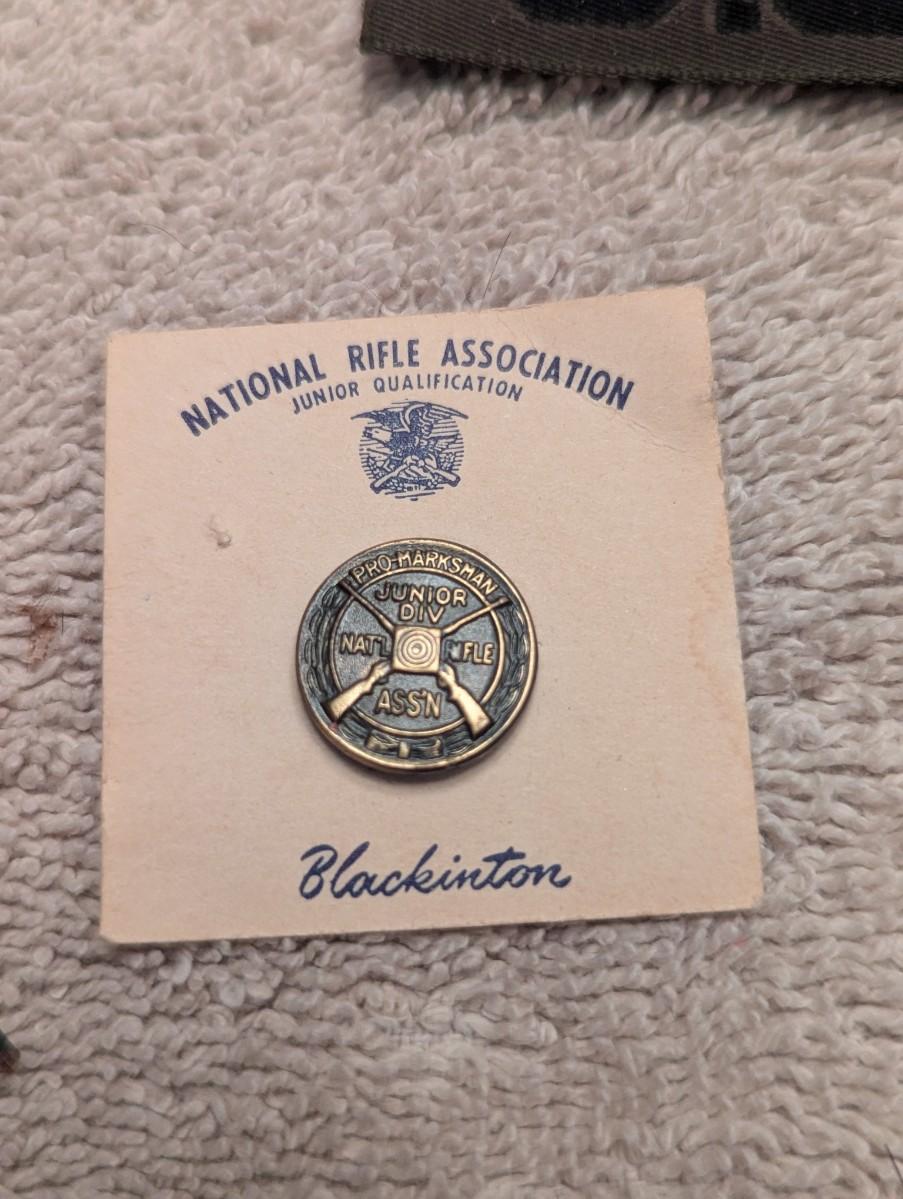 NATIONAL RIFLE ASSOCIATION
JUNIOR QUALIFICATION
PRO-MARKSMAN
JUNIOR
DIV
NAT'L RIFLE
ASS'N
Blackinton